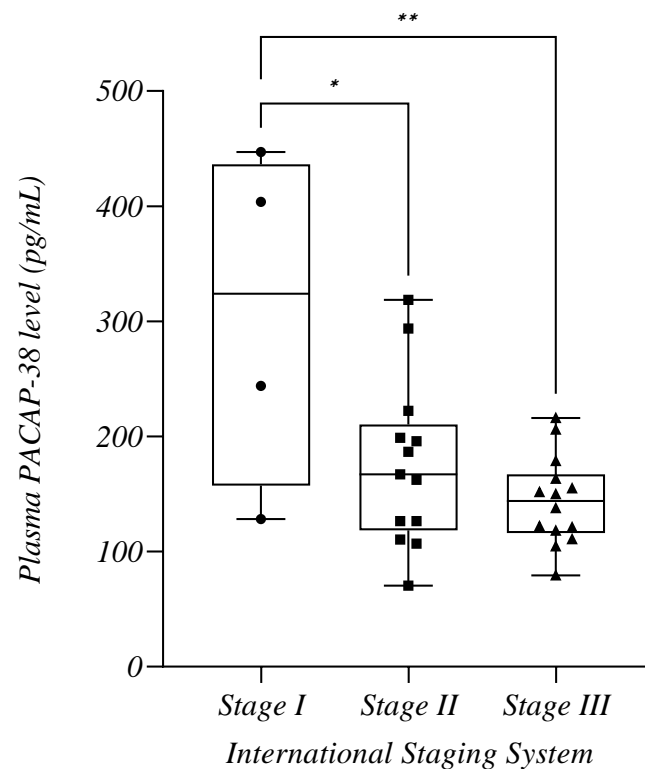 **
*
500
400
300
200
100
0
Plasma PACAP-38 level (pg/mL)
Stage I Stage II Stage III
International Staging System